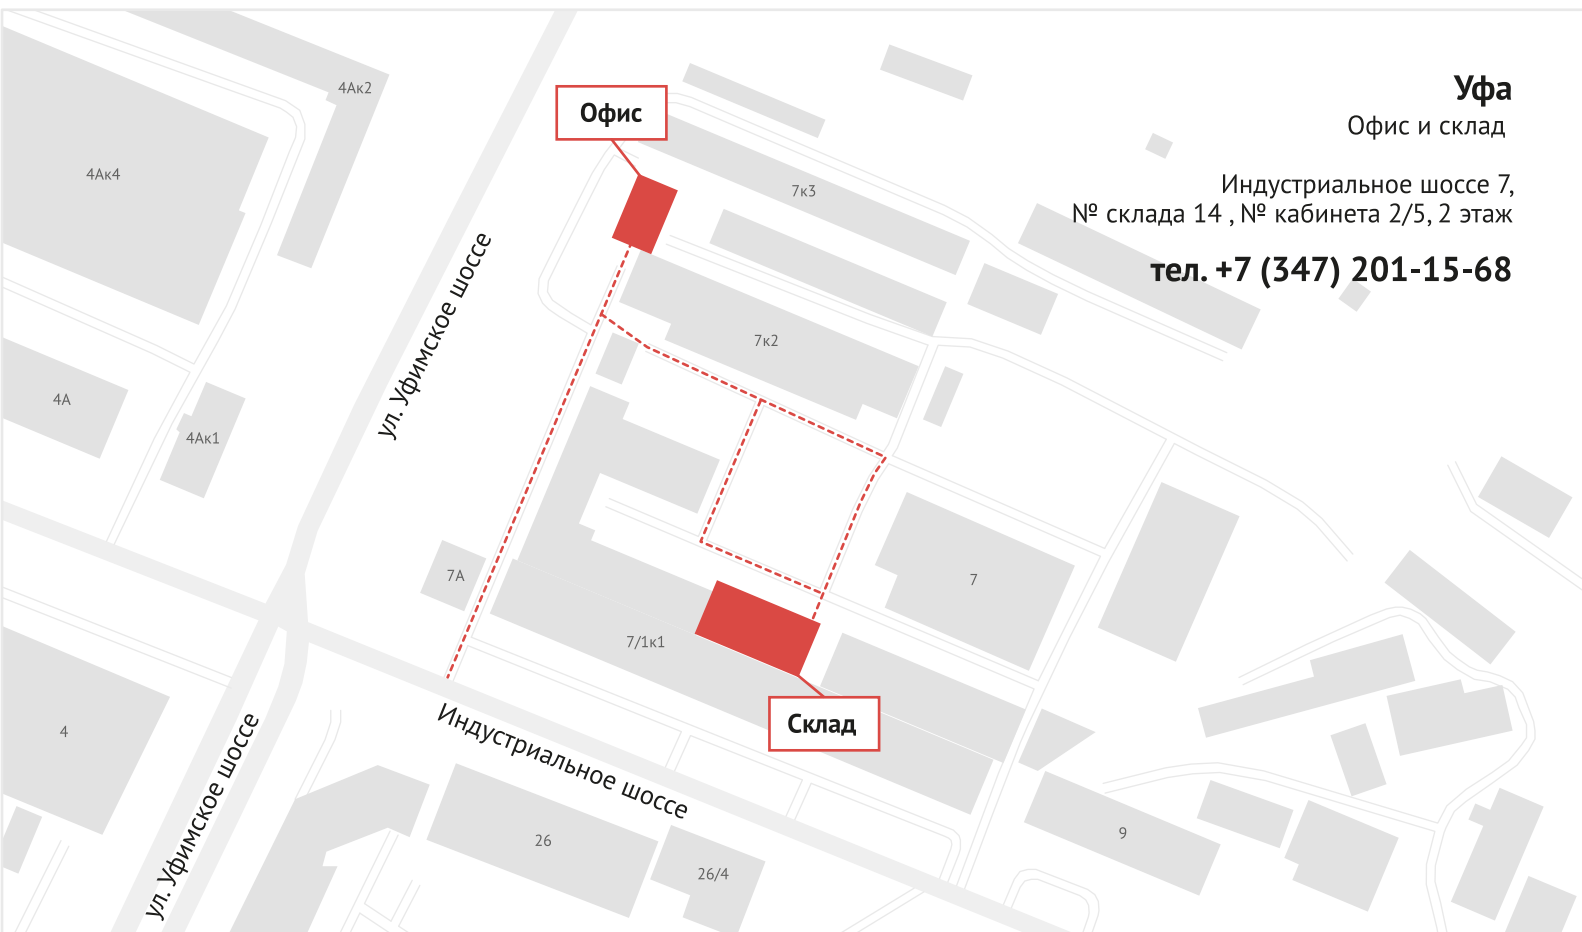 Уфа
Офис и склад
Индустриальное шоссе 7,
№ склада 14 , № кабинета 2/5, 2 этаж
тел. +7 (347) 201-15-68
Офис
4Ак2
4Ак4
7к3
ул. Уфимское шоссе
7к2
4А
4Ак1
7А
7
7/1к1
Склад
Индустриальное шоссе
4
ул. Уфимское шоссе
26
26/4
9